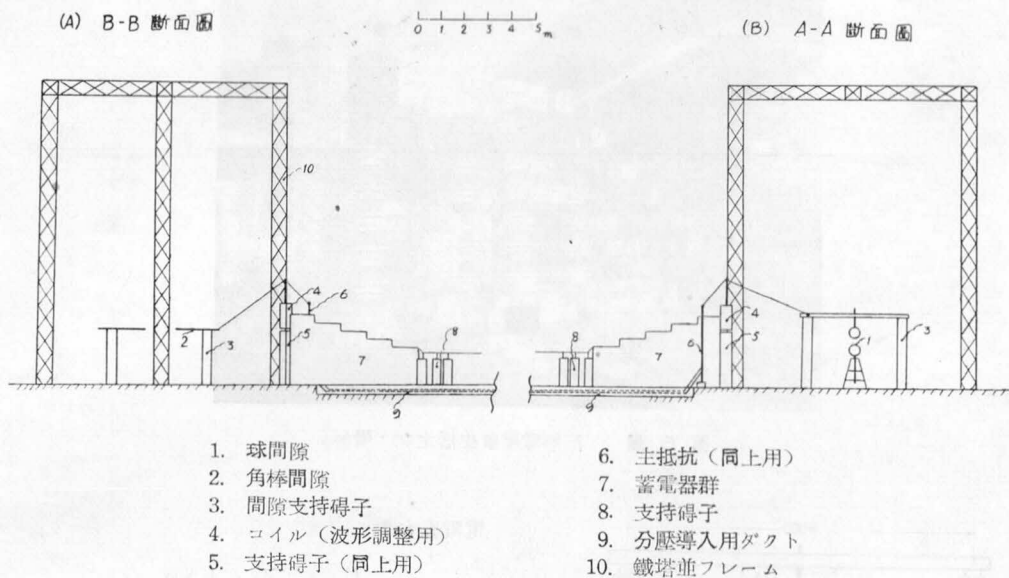 (A) B-B 斷面圖
0 1 2 3 4 5 m
(B) A-A 斷面圖
10
4
6
2
3
5
7
8
9
8
7
6
4
5
1
3
9
1. 球間隙
2. 角棒間隙
3. 間隙支持碍子
4. コイル（波形調整用）
5. 支持碍子（同上用）
6. 主抵抗（同上用）
7. 蓄電器群
8. 支持碍子
9. 分壓導入用ダクト
10. 鐵塔並フレーム